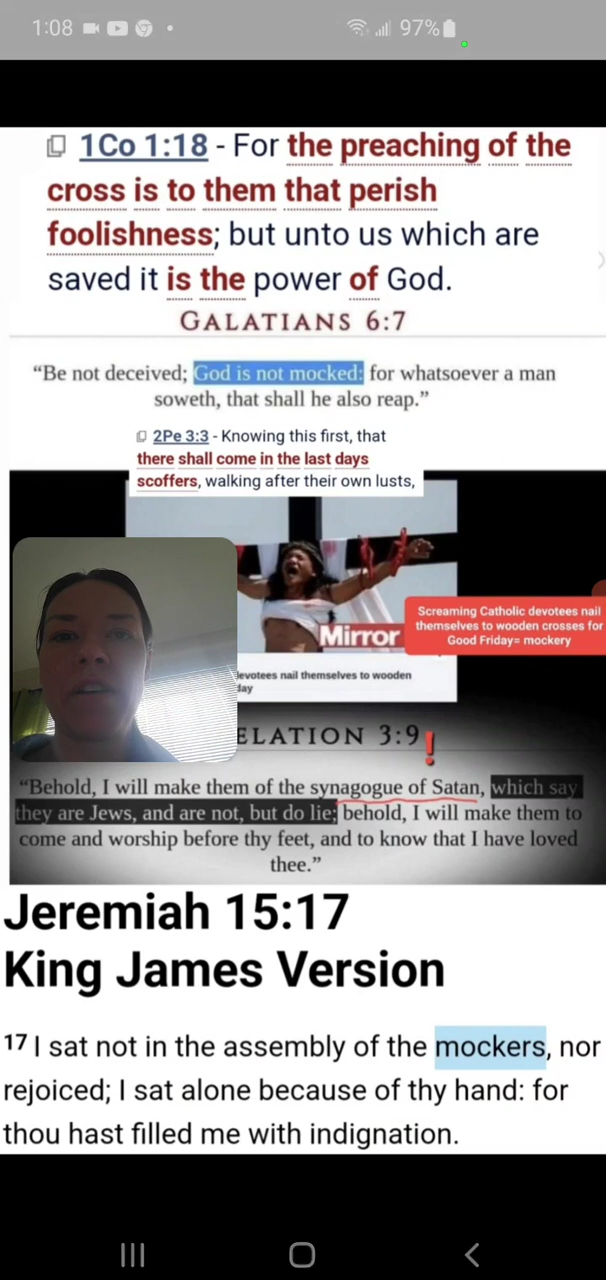 1:08
97%
1Co 1:18 - For the preaching of the
cross is to them that perish
foolishness; but unto us which are
saved it is the power of God.
GALATIANS 6:7
“Be not deceived; God is not mocked: for whatsoever a man
soweth, that shall he also reap.”
2Pe 3:3 - Knowing this first, that
there shall come in the last days
scoffers, walking after their own lusts,
Mirror
Screaming Catholic devotees nail
themselves to wooden crosses for
Good Friday= mockery
devotees nail themselves to wooden
day
ELATION 3:9!
“Behold, I will make them of the synagogue of Satan, which say
they are Jews, and are not, but do lie; behold, I will make them to
come and worship before thy feet, and to know that I have loved
thee.”
Jeremiah 15:17
King James Version
17 I sat not in the assembly of the mockers, nor
rejoiced; I sat alone because of thy hand: for
thou hast filled me with indignation.